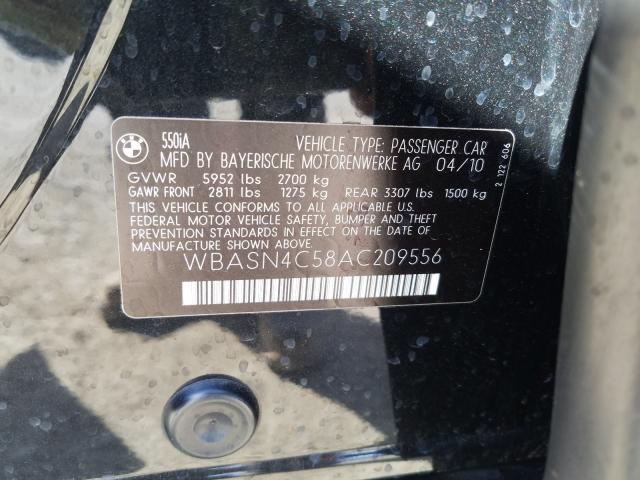 550iA
VEHICLE TYPE: PASSENGER CAR
MFD BY BAYERISCHE MOTORENWERKE AG 04/10
GVWR 5952 lbs 2700 kg
GAWR FRONT 2811 lbs 1275 kg REAR 3307 lbs 1500 kg
THIS VEHICLE CONFORMS TO ALL APPLICABLE U.S.
FEDERAL MOTOR VEHICLE SAFETY, BUMPER AND THEFT
PREVENTION STANDARDS IN EFFECT ON THE DATE OF
MANUFACTURE SHOWN ABOVE.
WBASN4C58AC209556
2 122 606
BMW